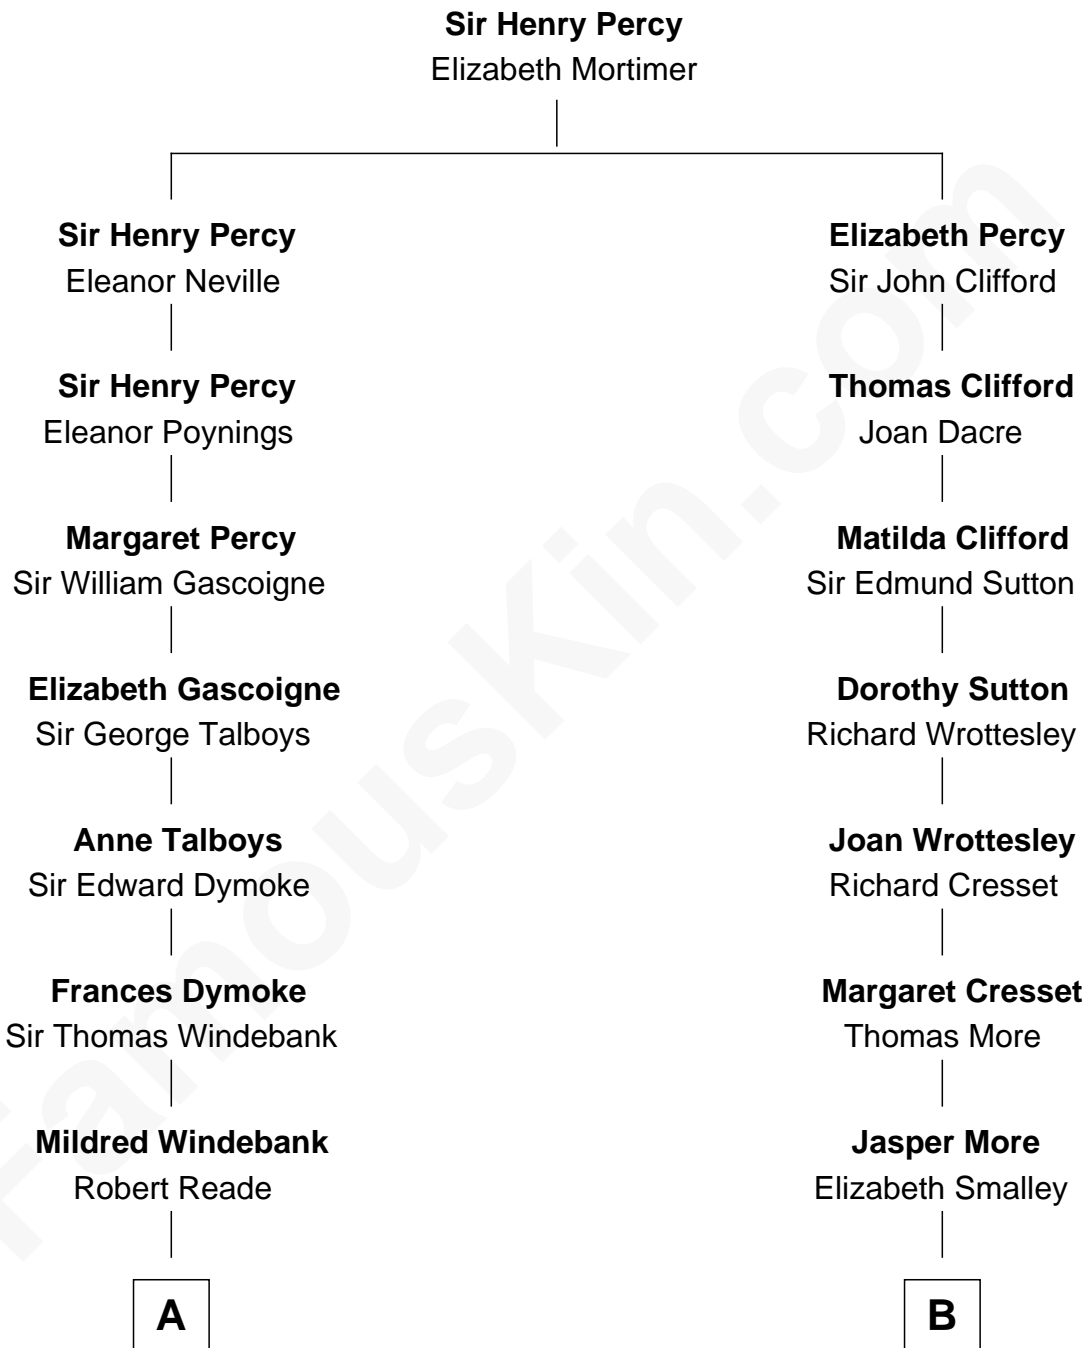 Sir Henry Percy
Elizabeth Mortimer
Sir Henry Percy
Eleanor Neville
Sir Henry Percy
Eleanor Poynings
Margaret Percy
Sir William Gascoigne
Elizabeth Gascoigne
Sir George Talboys
Anne Talboys
Sir Edward Dymoke
Frances Dymoke
Sir Thomas Windebank
Mildred Windebank
Robert Reade
A
Elizabeth Percy
Sir John Clifford
Thomas Clifford
Joan Dacre
Matilda Clifford
Sir Edmund Sutton
Dorothy Sutton
Richard Wrottesley
Joan Wrottesley
Richard Cresset
Margaret Cresset
Thomas More
Jasper More
Elizabeth Smalley
B
FamousKin.com